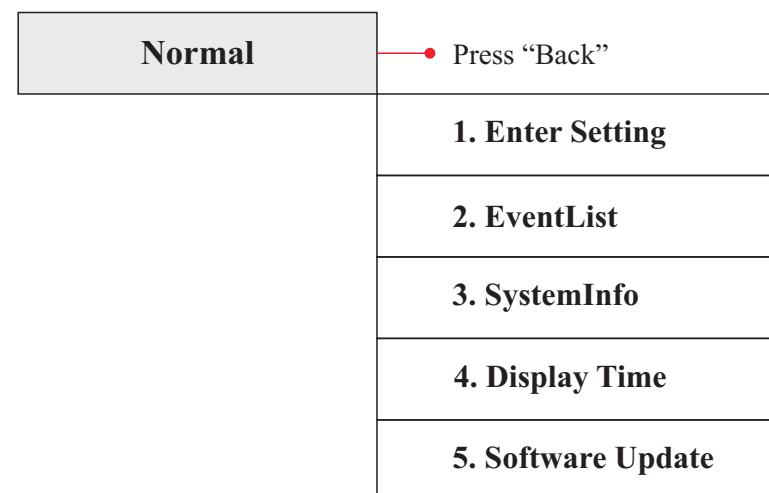 Normal
Press “Back”
1. Enter Setting
2. EventList
3. SystemInfo
4. Display Time
5. Software Update